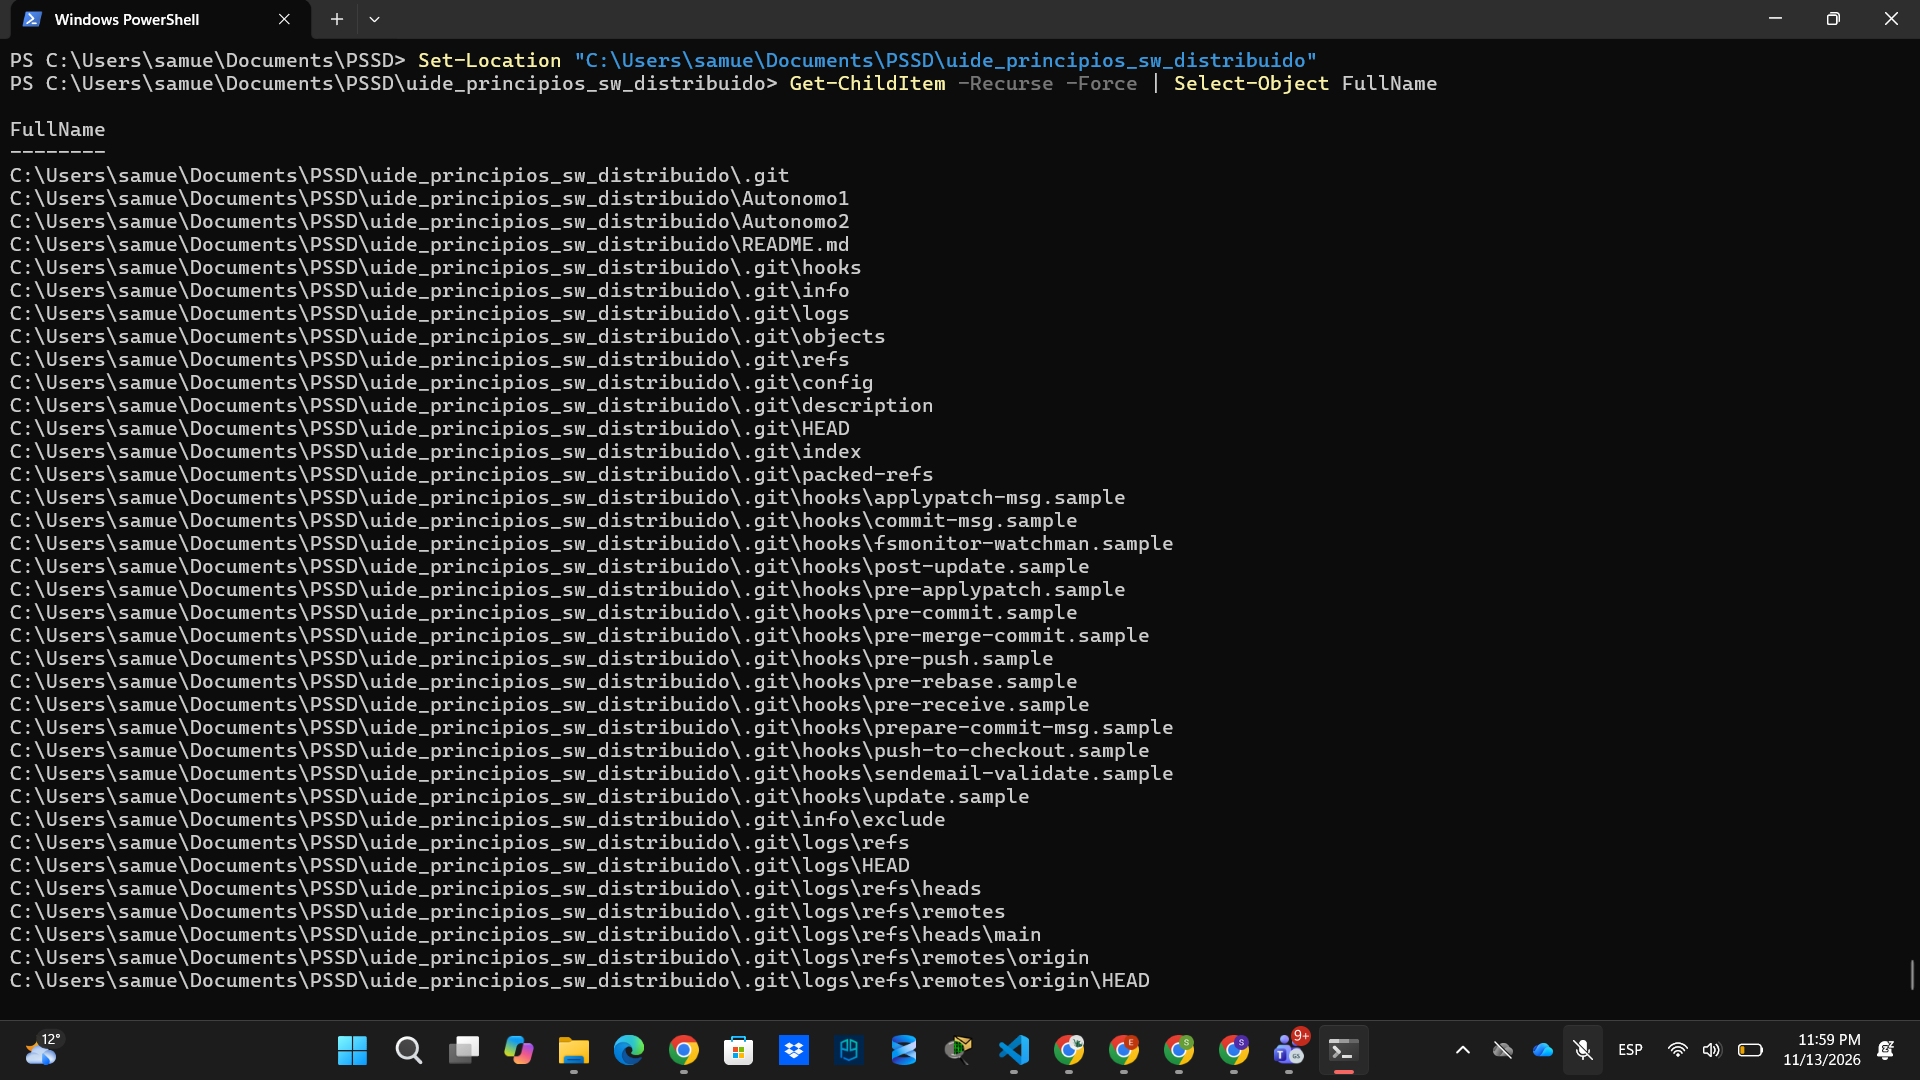 Windows PowerShell
PS C:\Users\samue\Documents\PSSD> Set-Location "C:\Users\samue\Documents\PSSD\uide_principios_sw_distribuido"
PS C:\Users\samue\Documents\PSSD\uide_principios_sw_distribuido> Get-ChildItem -Recurse -Force | Select-Object FullName
FullName
--------
C:\Users\samue\Documents\PSSD\uide_principios_sw_distribuido\.git
C:\Users\samue\Documents\PSSD\uide_principios_sw_distribuido\Autonomo1
C:\Users\samue\Documents\PSSD\uide_principios_sw_distribuido\Autonomo2
C:\Users\samue\Documents\PSSD\uide_principios_sw_distribuido\README.md
C:\Users\samue\Documents\PSSD\uide_principios_sw_distribuido\.git\hooks
C:\Users\samue\Documents\PSSD\uide_principios_sw_distribuido\.git\info
C:\Users\samue\Documents\PSSD\uide_principios_sw_distribuido\.git\logs
C:\Users\samue\Documents\PSSD\uide_principios_sw_distribuido\.git\objects
C:\Users\samue\Documents\PSSD\uide_principios_sw_distribuido\.git\refs
C:\Users\samue\Documents\PSSD\uide_principios_sw_distribuido\.git\config
C:\Users\samue\Documents\PSSD\uide_principios_sw_distribuido\.git\description
C:\Users\samue\Documents\PSSD\uide_principios_sw_distribuido\.git\HEAD
C:\Users\samue\Documents\PSSD\uide_principios_sw_distribuido\.git\index
C:\Users\samue\Documents\PSSD\uide_principios_sw_distribuido\.git\packed-refs
C:\Users\samue\Documents\PSSD\uide_principios_sw_distribuido\.git\hooks\applypatch-msg.sample
C:\Users\samue\Documents\PSSD\uide_principios_sw_distribuido\.git\hooks\commit-msg.sample
C:\Users\samue\Documents\PSSD\uide_principios_sw_distribuido\.git\hooks\fsmonitor-watchman.sample
C:\Users\samue\Documents\PSSD\uide_principios_sw_distribuido\.git\hooks\post-update.sample
C:\Users\samue\Documents\PSSD\uide_principios_sw_distribuido\.git\hooks\pre-applypatch.sample
C:\Users\samue\Documents\PSSD\uide_principios_sw_distribuido\.git\hooks\pre-commit.sample
C:\Users\samue\Documents\PSSD\uide_principios_sw_distribuido\.git\hooks\pre-merge-commit.sample
C:\Users\samue\Documents\PSSD\uide_principios_sw_distribuido\.git\hooks\pre-push.sample
C:\Users\samue\Documents\PSSD\uide_principios_sw_distribuido\.git\hooks\pre-rebase.sample
C:\Users\samue\Documents\PSSD\uide_principios_sw_distribuido\.git\hooks\pre-receive.sample
C:\Users\samue\Documents\PSSD\uide_principios_sw_distribuido\.git\hooks\prepare-commit-msg.sample
C:\Users\samue\Documents\PSSD\uide_principios_sw_distribuido\.git\hooks\push-to-checkout.sample
C:\Users\samue\Documents\PSSD\uide_principios_sw_distribuido\.git\hooks\sendemail-validate.sample
C:\Users\samue\Documents\PSSD\uide_principios_sw_distribuido\.git\hooks\update.sample
C:\Users\samue\Documents\PSSD\uide_principios_sw_distribuido\.git\info\exclude
C:\Users\samue\Documents\PSSD\uide_principios_sw_distribuido\.git\logs\refs
C:\Users\samue\Documents\PSSD\uide_principios_sw_distribuido\.git\logs\HEAD
C:\Users\samue\Documents\PSSD\uide_principios_sw_distribuido\.git\logs\refs\heads
C:\Users\samue\Documents\PSSD\uide_principios_sw_distribuido\.git\logs\refs\remotes
C:\Users\samue\Documents\PSSD\uide_principios_sw_distribuido\.git\logs\refs\heads\main
C:\Users\samue\Documents\PSSD\uide_principios_sw_distribuido\.git\logs\refs\remotes\origin
C:\Users\samue\Documents\PSSD\uide_principios_sw_distribuido\.git\logs\refs\remotes\origin\HEAD
12°
9+
ESP
11:59 PM
11/13/2026